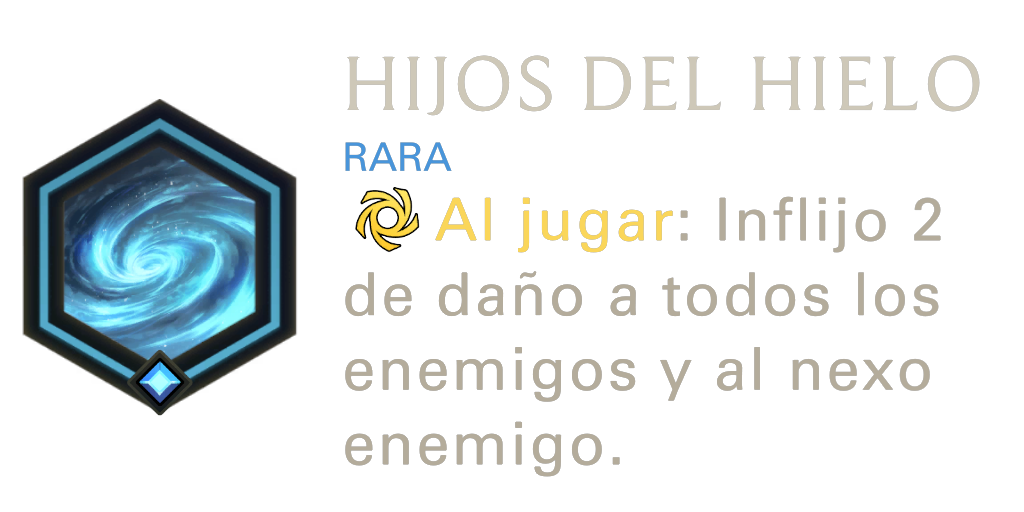 HIJOS DEL HIELO
RARA
Al jugar: Inflijo 2
de daño a todos los
enemigos y al nexo
enemigo.